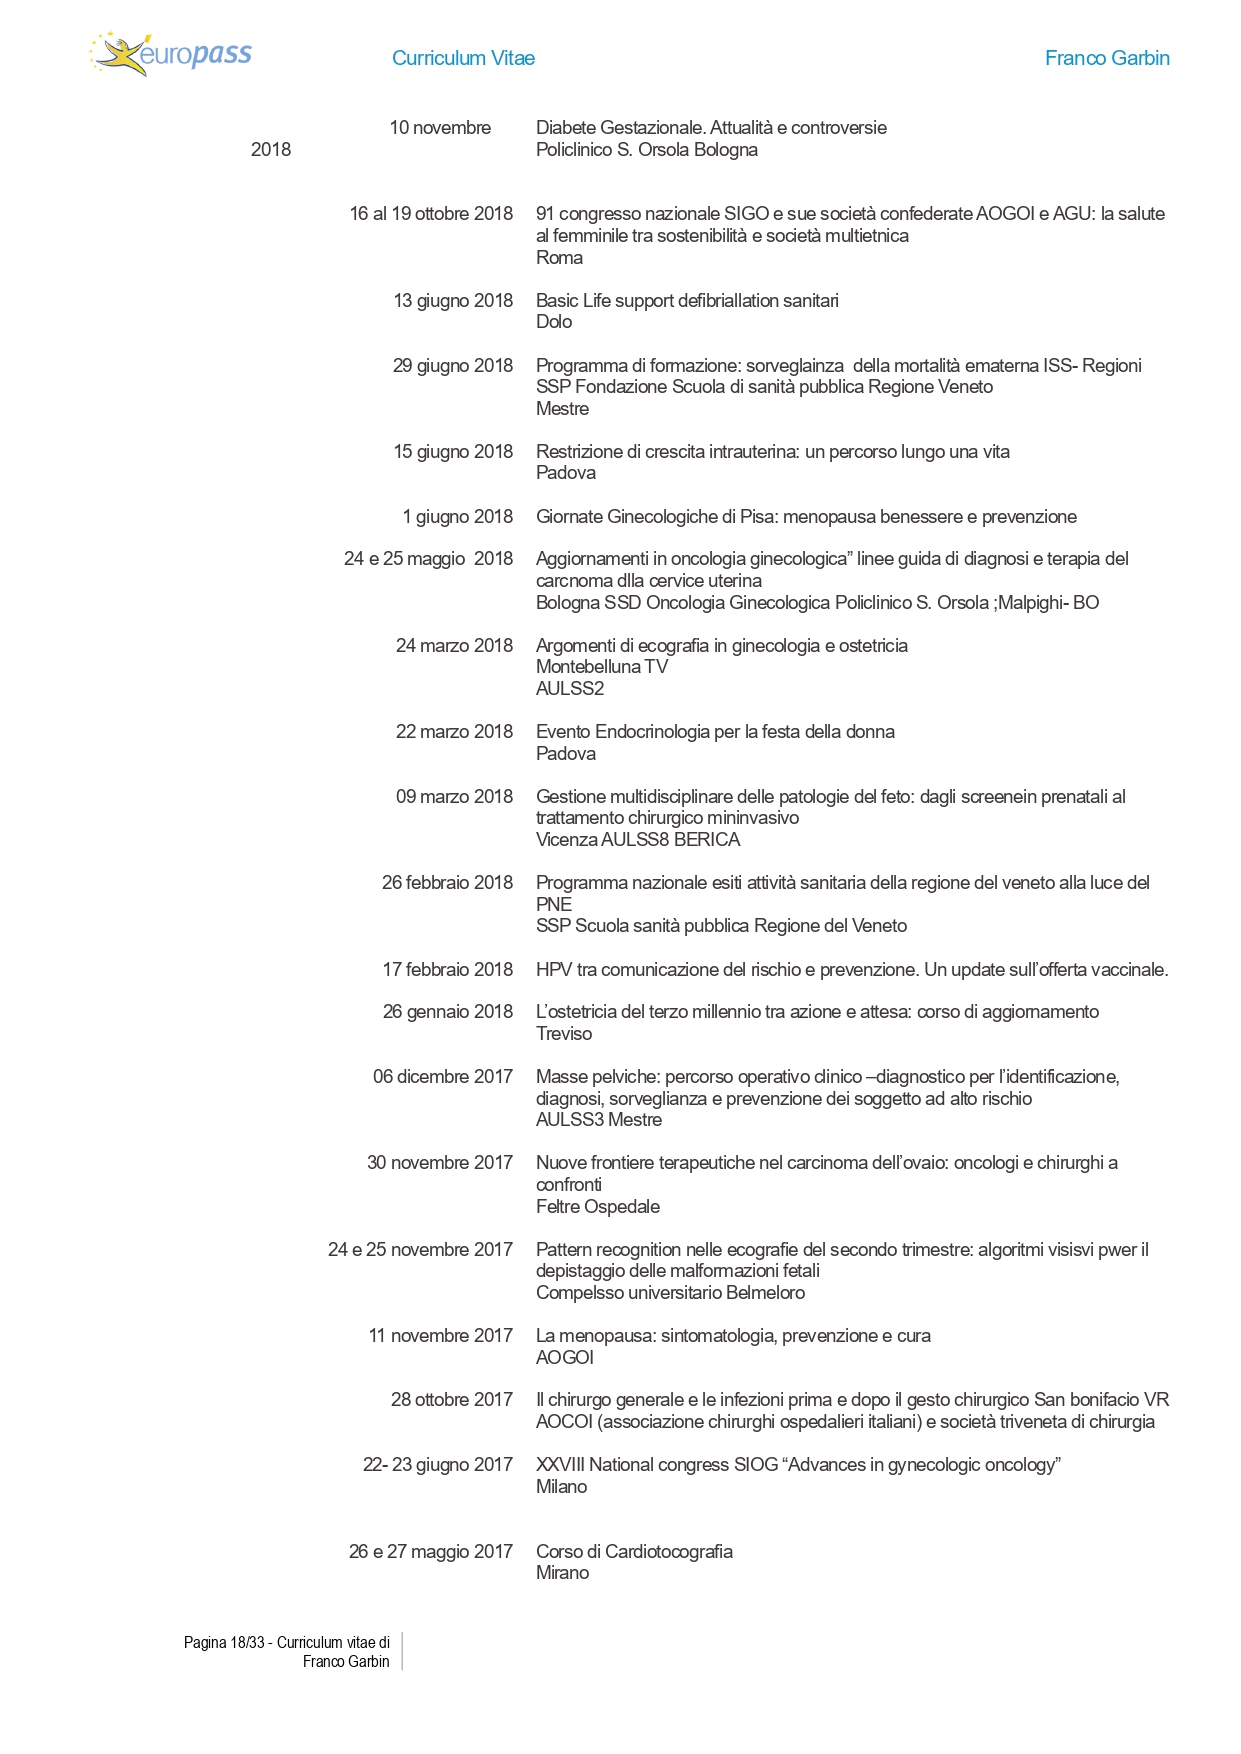 europass
Curriculum Vitae
Franco Garbin
10 novembre
2018
Diabete Gestazionale. Attualità e controversie
Policlinico S. Orsola Bologna
16 al 19 ottobre 2018
91 congresso nazionale SIGO e sue società confederate AOGOI e AGU: la salute
al femminile tra sostenibilità e società multietnica
Roma
13 giugno 2018
Basic Life support defibriallation sanitari
Dolo
29 giugno 2018
Programma di formazione: sorveglainza  della mortalità ematerna ISS- Regioni
SSP Fondazione Scuola di sanità pubblica Regione Veneto
Mestre
15 giugno 2018
Restrizione di crescita intrauterina: un percorso lungo una vita
Padova
1 giugno 2018
Giornate Ginecologiche di Pisa: menopausa benessere e prevenzione
24 e 25 maggio  2018
Aggiornamenti in oncologia ginecologica” linee guida di diagnosi e terapia del
carcnoma dlla cervice uterina
Bologna SSD Oncologia Ginecologica Policlinico S. Orsola ;Malpighi- BO
24 marzo 2018
Argomenti di ecografia in ginecologia e ostetricia
Montebelluna TV
AULSS2
22 marzo 2018
Evento Endocrinologia per la festa della donna
Padova
09 marzo 2018
Gestione multidisciplinare delle patologie del feto: dagli screenein prenatali al
trattamento chirurgico mininvasivo
Vicenza AULSS8 BERICA
26 febbraio 2018
Programma nazionale esiti attività sanitaria della regione del veneto alla luce del
PNE
SSP Scuola sanità pubblica Regione del Veneto
17 febbraio 2018
HPV tra comunicazione del rischio e prevenzione. Un update sull’offerta vaccinale.
26 gennaio 2018
L’ostetricia del terzo millennio tra azione e attesa: corso di aggiornamento
Treviso
06 dicembre 2017
Masse pelviche: percorso operativo clinico –diagnostico per l’identificazione,
diagnosi, sorveglianza e prevenzione dei soggetto ad alto rischio
AULSS3 Mestre
30 novembre 2017
Nuove frontiere terapeutiche nel carcinoma dell’ovaio: oncologi e chirurghi a
confronti
Feltre Ospedale
24 e 25 novembre 2017
Pattern recognition nelle ecografie del secondo trimestre: algoritmi visisvi pwer il
depistaggio delle malformazioni fetali
Compelsso universitario Belmeloro
11 novembre 2017
La menopausa: sintomatologia, prevenzione e cura
AOGOI
28 ottobre 2017
Il chirurgo generale e le infezioni prima e dopo il gesto chirurgico San bonifacio VR
AOCOI (associazione chirurghi ospedalieri italiani) e società triveneta di chirurgia
22- 23 giugno 2017
XXVIII National congress SIOG “Advances in gynecologic oncology”
Milano
26 e 27 maggio 2017
Corso di Cardiotocografia
Mirano
Pagina 18/33 - Curriculum vitae di
Franco Garbin